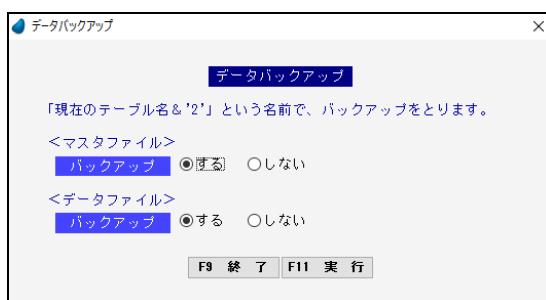 データバックアップ
データバックアップ
「現在のテーブル名＆'2'」という名前で、バックアップをとります。
<マスタファイル>
バックアップ ◉する ○しない
<データファイル>
バックアップ ◉する ○しない
F9 終 了 F11 実 行